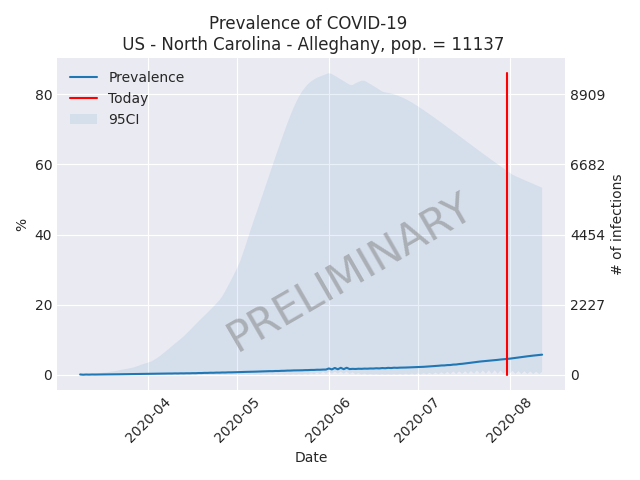 Prevalence of COVID-19
US - North Carolina - Alleghany, pop. = 11137
Prevalence
Today
95CI
80
60
40
20
0
%
8909
6682
4454
2227
0
# of infections
PRELIMINARY
2020-04
2020-05
2020-06
2020-07
2020-08
Date